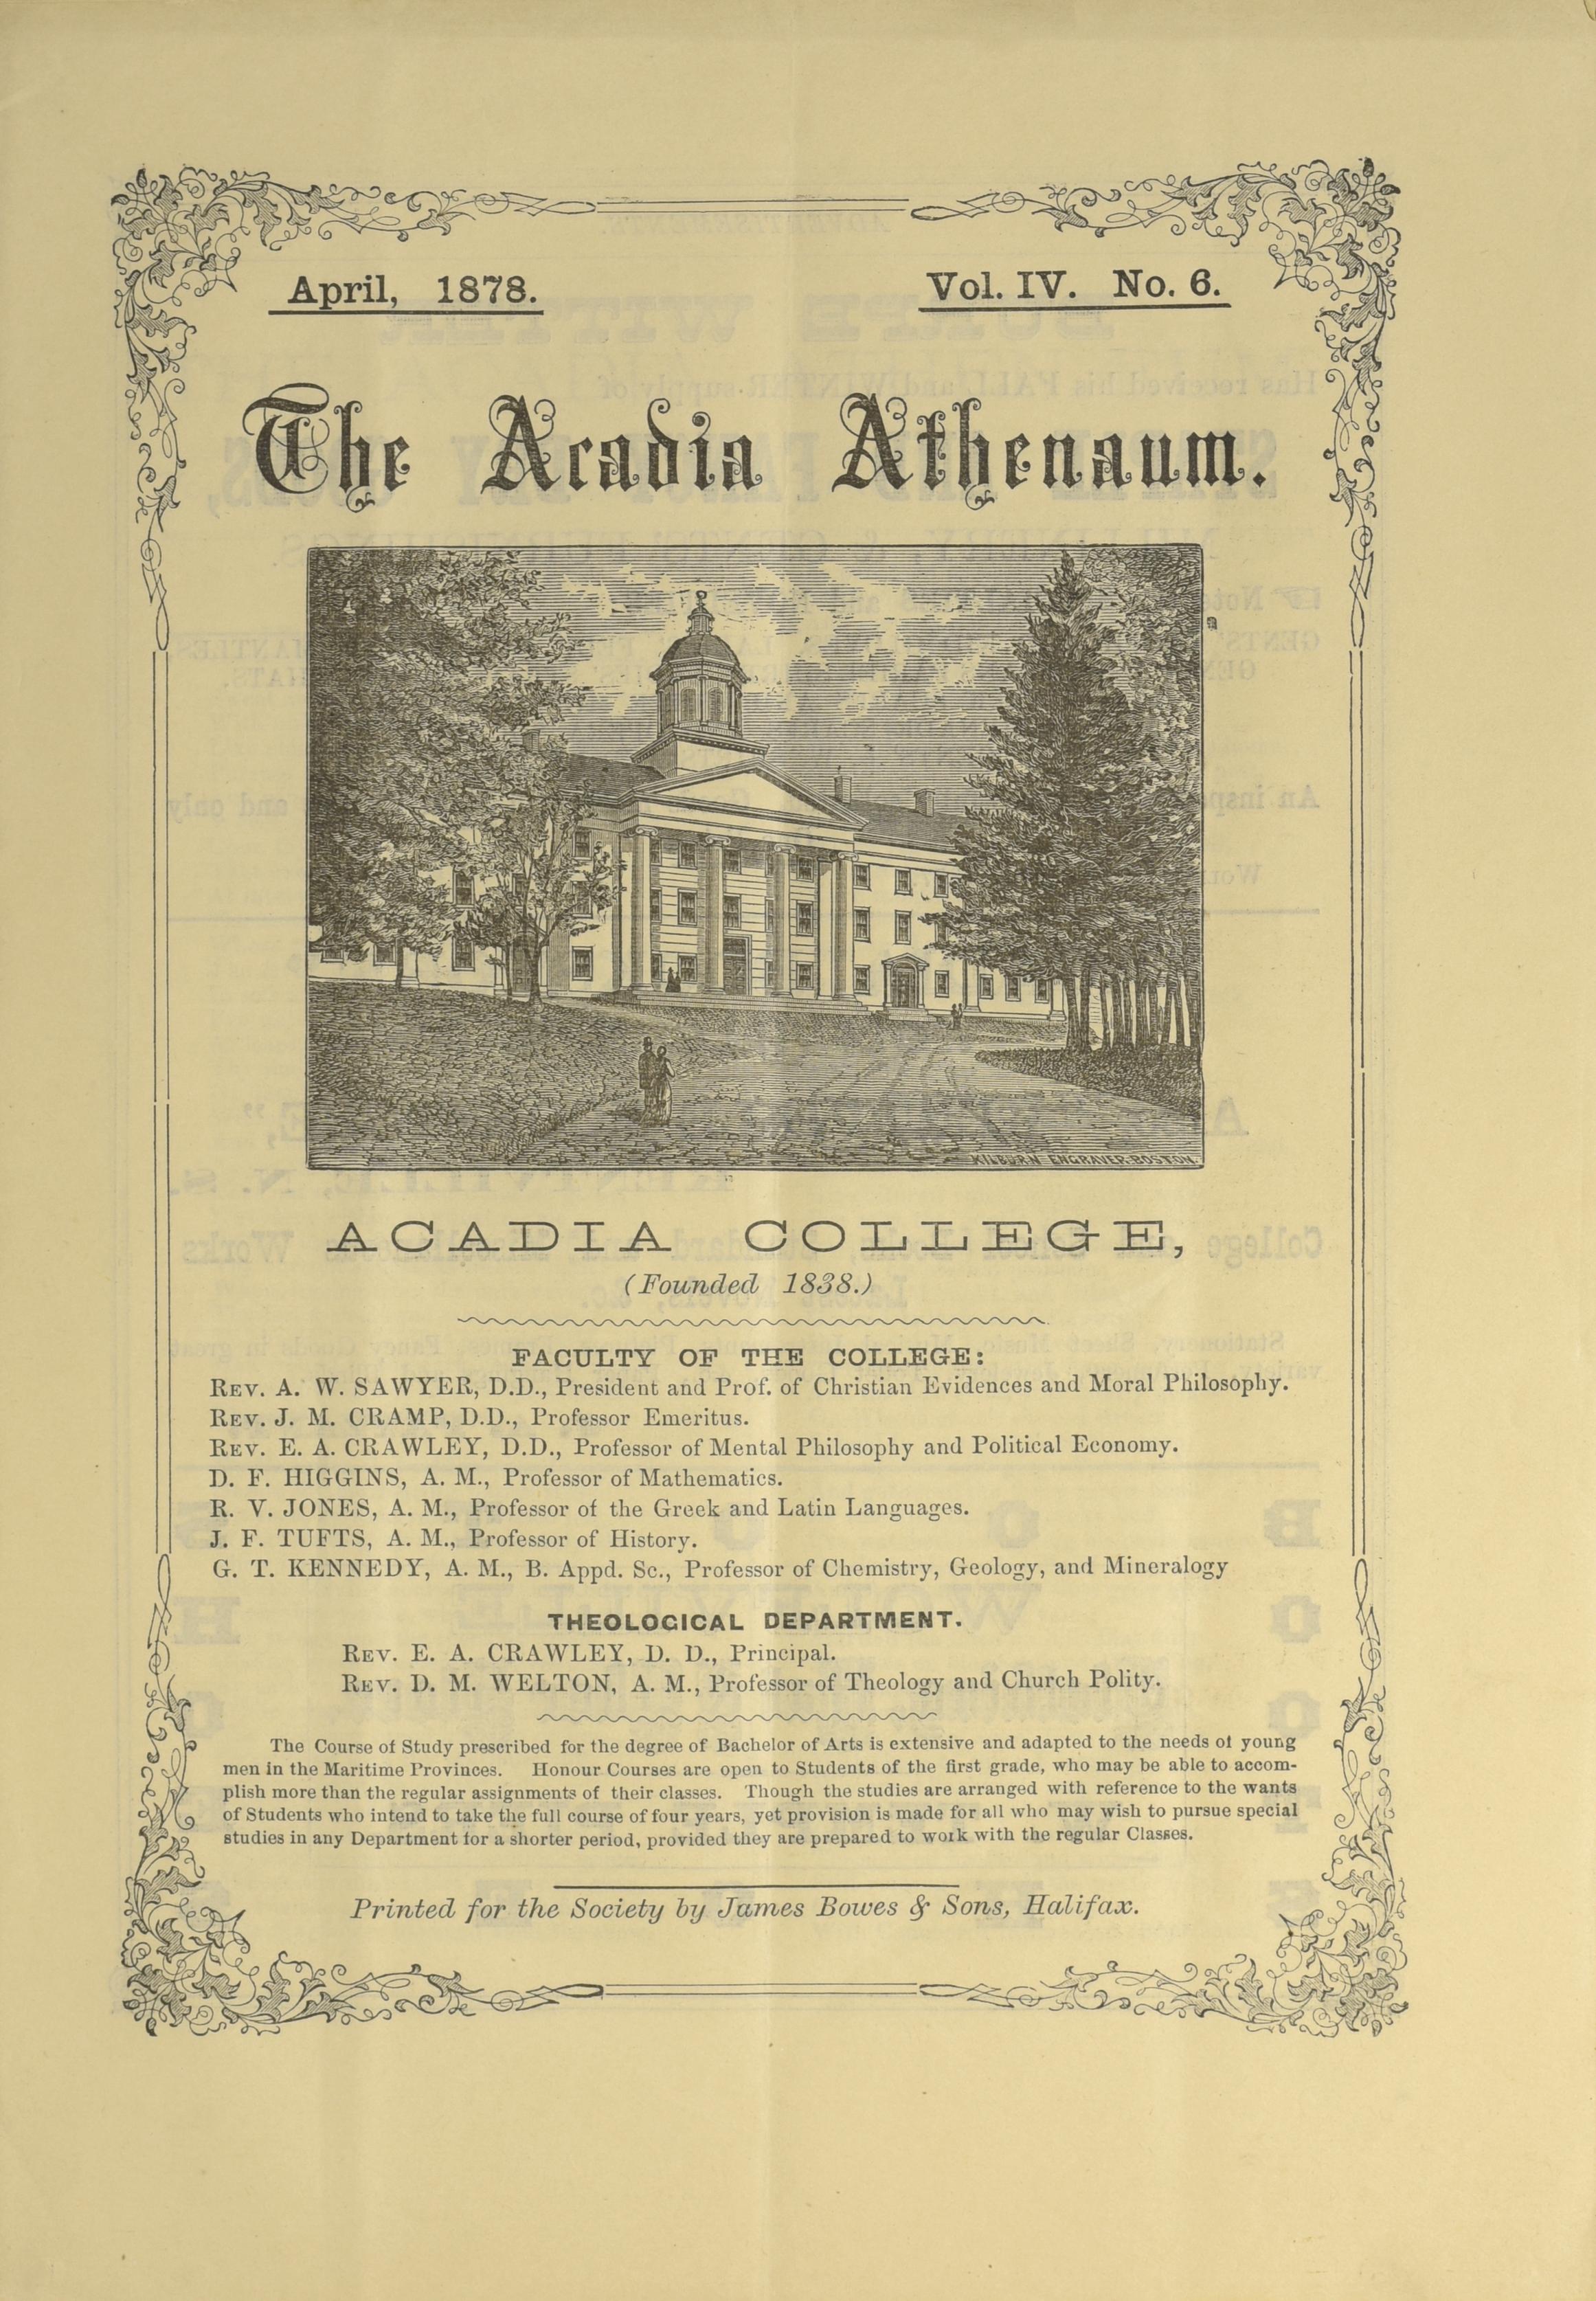 April, 1878.
Vol. IV. No. 6.
The Acadia Athenaum.
KILBURN ENGRAVER-BOSTON.
ACADIA COLLEGE,
(Founded 1838.)
FACULTY OF THE COLLEGE:
REV. A. W. SAWYER, D.D., President and Prof. of Christian Evidences and Moral Philosophy.
REV. J. M. CRAMP, D.D., Professor Emeritus.
REV. E. A. CRAWLEY, D.D., Professor of Mental Philosophy and Political Economy.
D. F. HIGGINS, A. M., Professor of Mathematics.
R. V. JONES, A. M., Professor of the Greek and Latin Languages.
J. F. TUFTS, A. M., Professor of History.
G. T. KENNEDY, A. M., B. Appd. Sc., Professor of Chemistry, Geology, and Mineralogy
THEOLOGICAL DEPARTMENT.
REV. E. A. CRAWLEY, D. D., Principal.
REV. D. M. WELTON, A. M., Professor of Theology and Church Polity.
The Course of Study prescribed for the degree of Bachelor of Arts is extensive and adapted to the needs of young
men in the Maritime Provinces. Honour Courses are open to Students of the first grade, who may be able to accom-
plish more than the regular assignments of their classes. Though the studies are arranged with reference to the wants
of Students who intend to take the full course of four years, yet provision is made for all who may wish to pursue special
studies in any Department for a shorter period, provided they are prepared to work with the regular Classes.
Printed for the Society by James Bowes & Sons, Halifax.